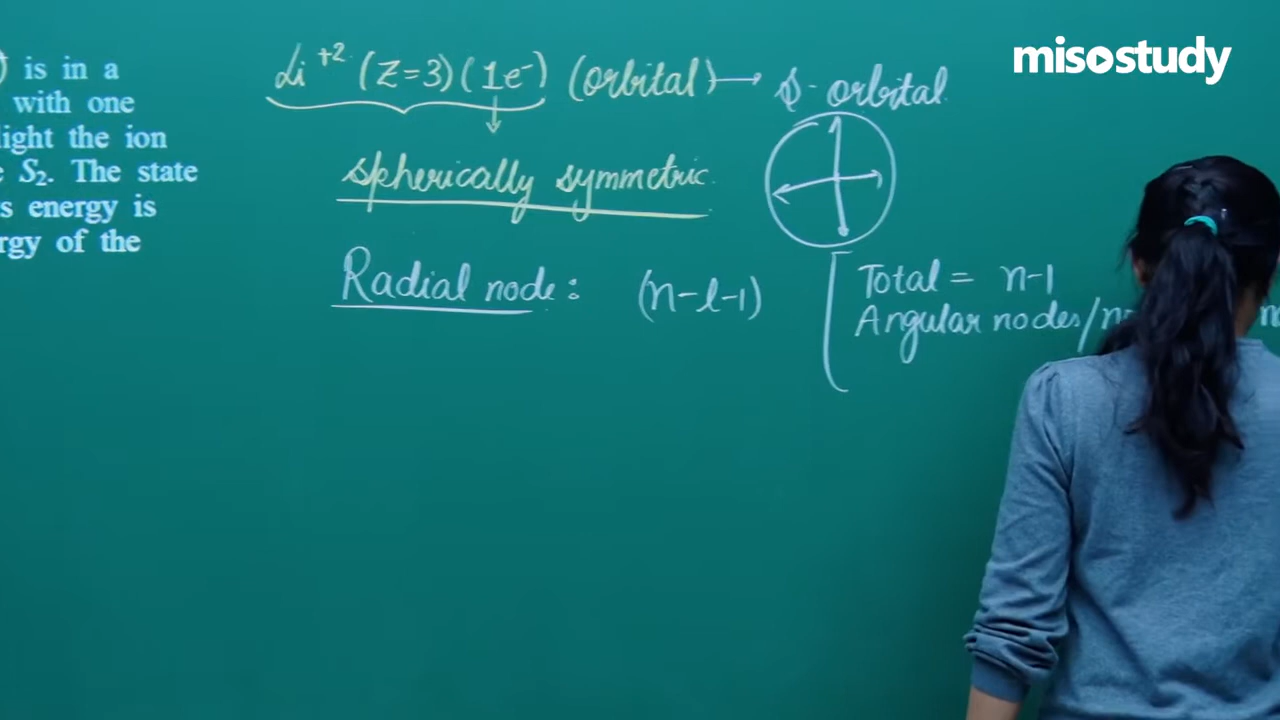 misostudy
) is in a
with one
light the ion
S₂. The state
s energy is
rgy of the
Li⁺² (Z=3) (1e⁻) (orbital) → s-orbital
spherically symmetric
Radial node : (n-l-1)
Total = n-1
Angular nodes/